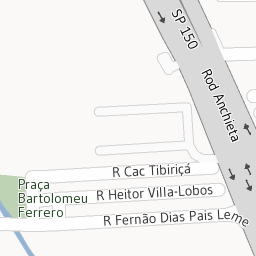 SP 150
Rod Anchieta
R Cac Tibiriçá
Praça
Bartolomeu
Ferrero
R Heitor Villa-Lobos
R Fernão Dias Pais Leme